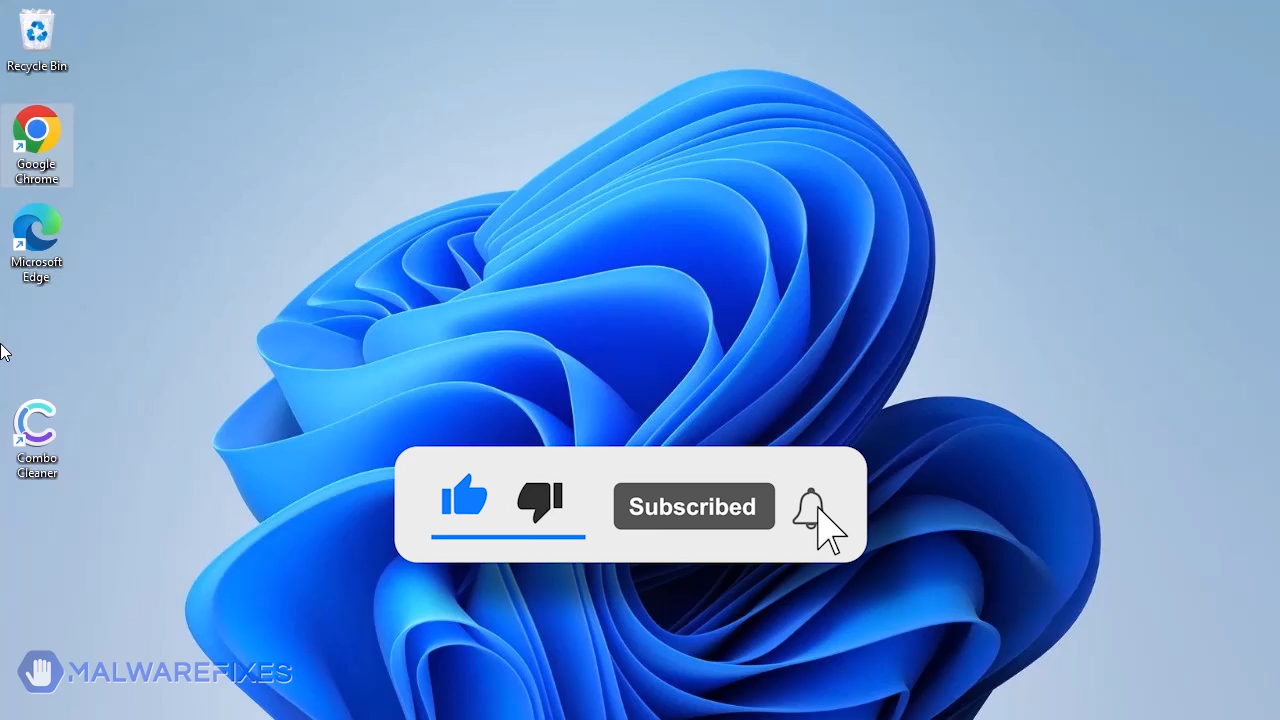 Recycle Bin
Google
Chrome
Microsoft
Edge
Combo
Cleaner
Subscribed
MALWAREFIXES